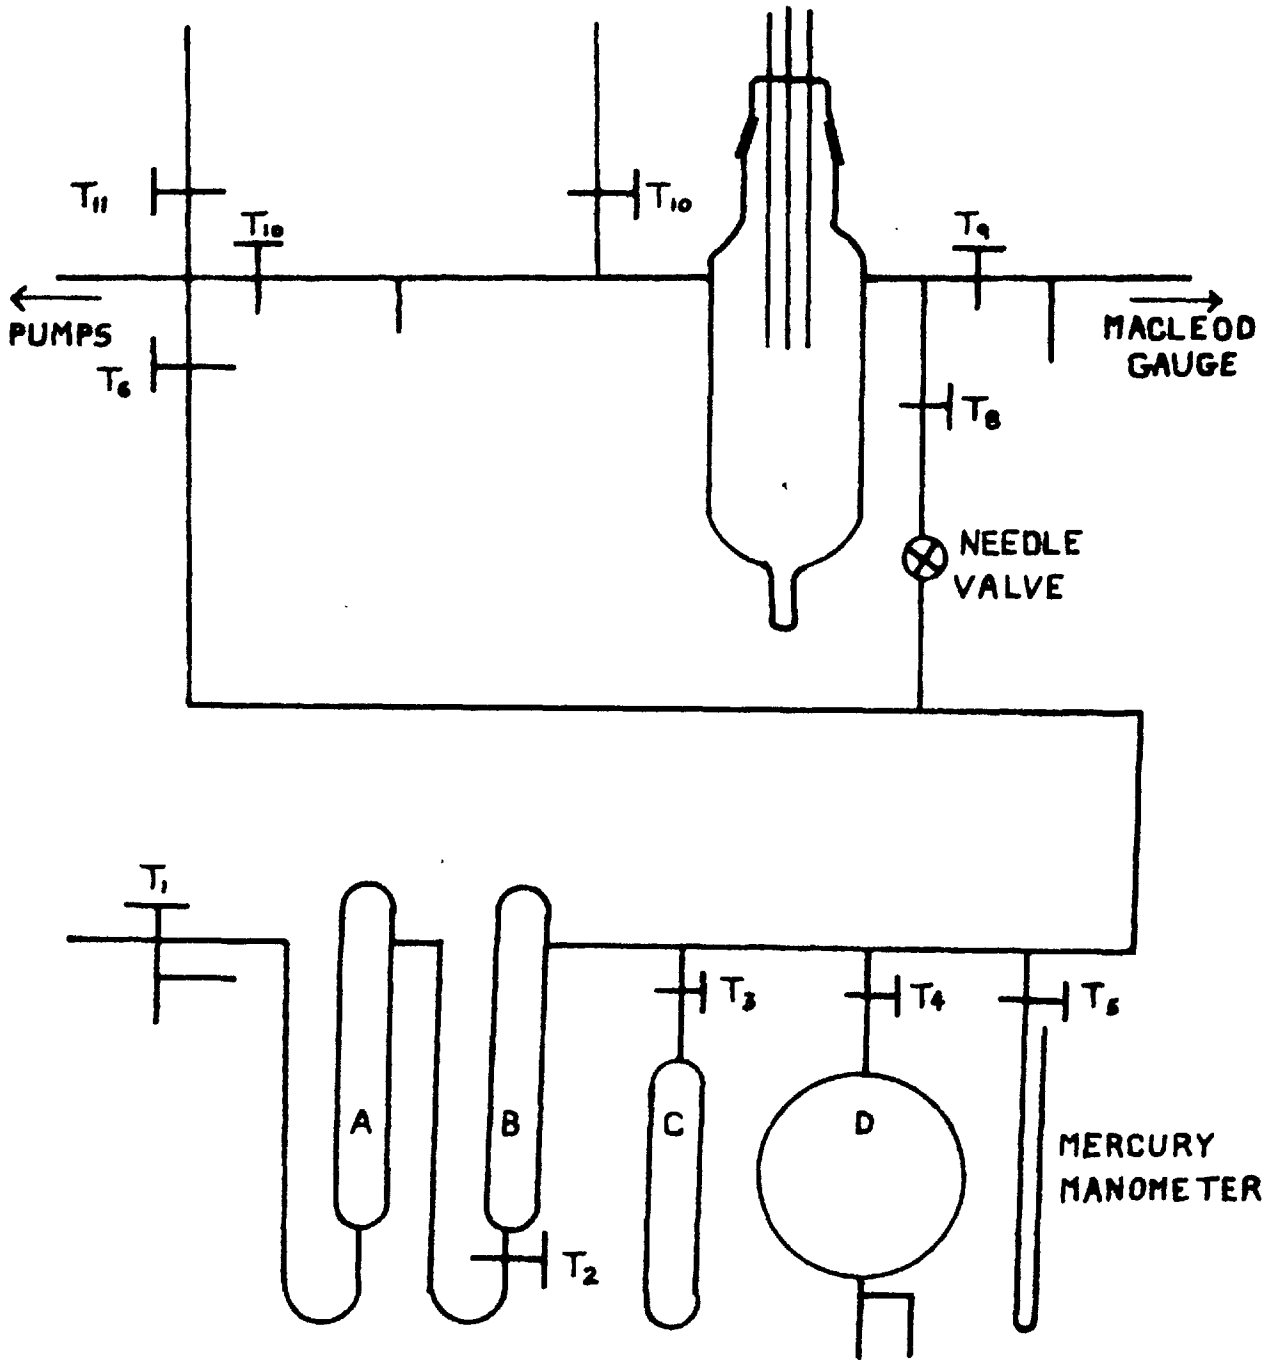 T₁₁
T₁₀
T₁₀
T₉
PUMPS
MACLEOD
GAUGE
T₆
T₈
NEEDLE
VALVE
T₁
T₃
T₄
T₅
A
B
C
D
MERCURY
MANOMETER
T₂